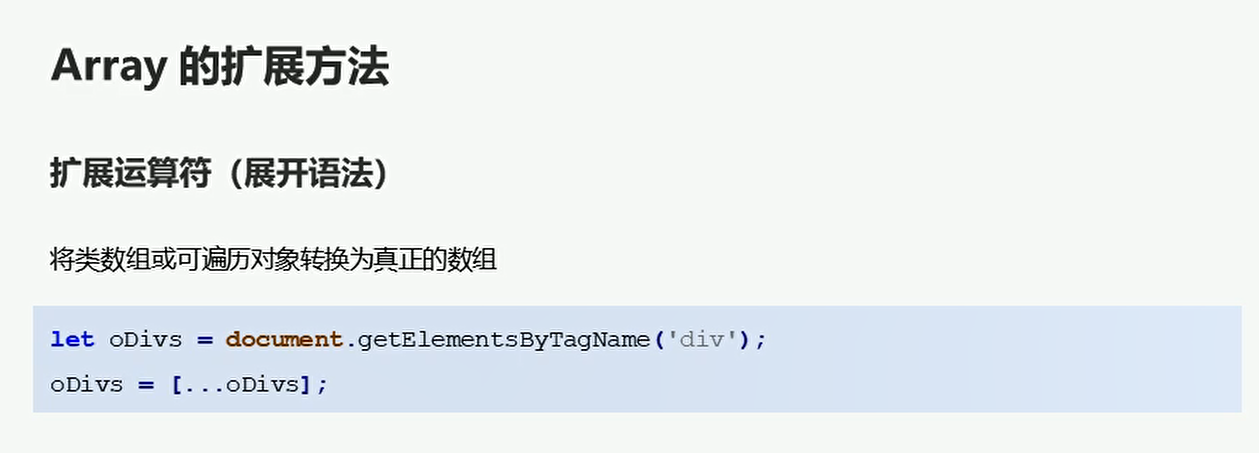 Array 的扩展方法
扩展运算符（展开语法）
将类数组或可遍历对象转换为真正的数组
let oDivs = document.getElementsByTagName('div');
oDivs = [...oDivs];